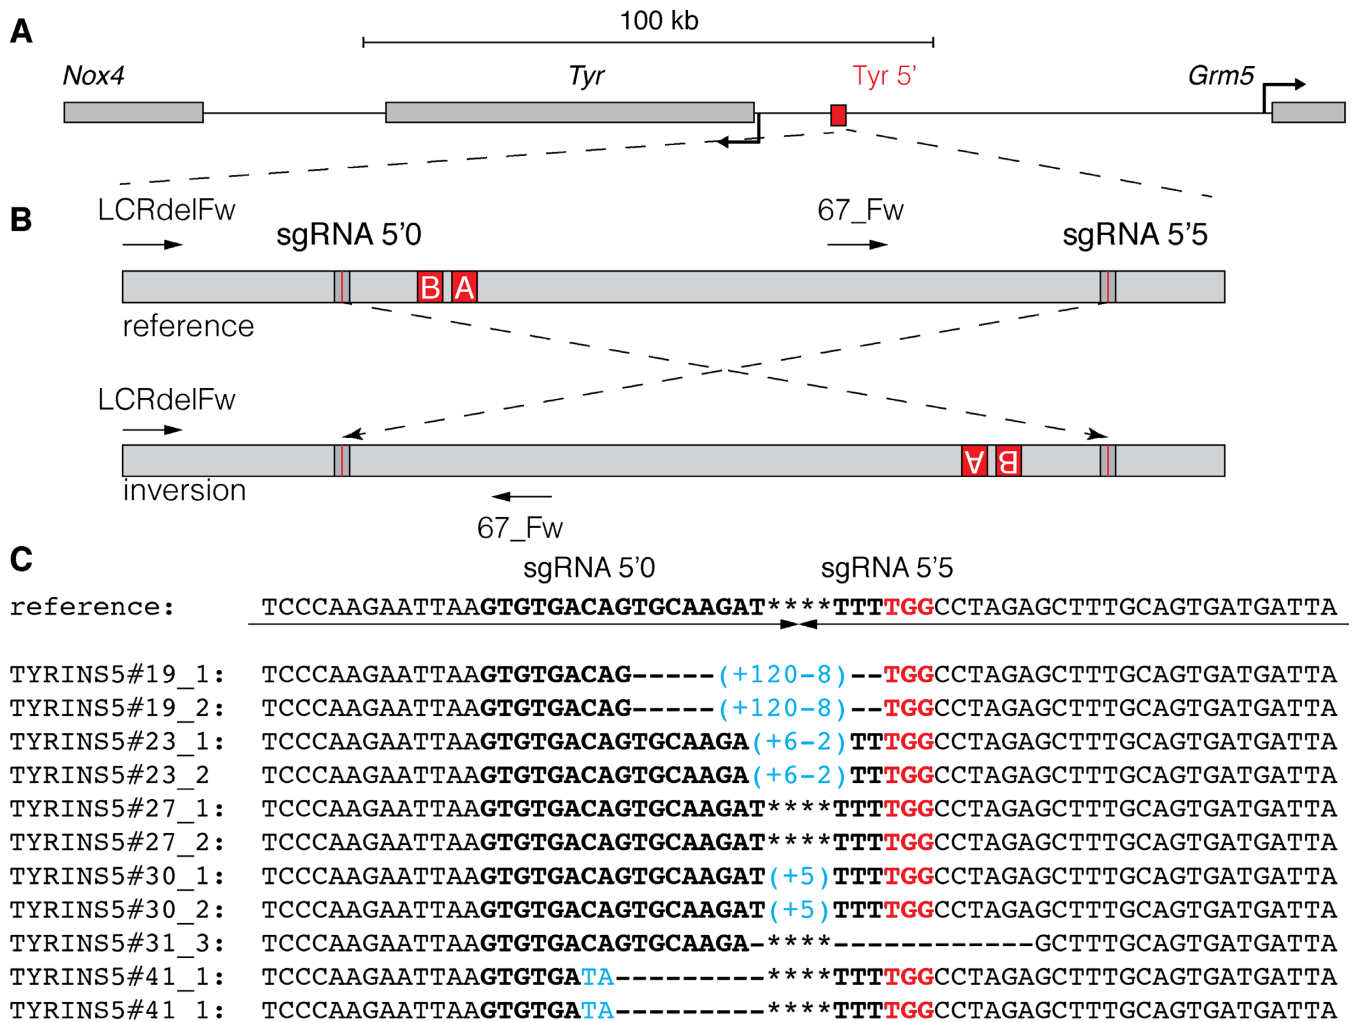 A
100 kb
Nox4
Tyr
Tyr 5’
Grm5
B
LCRdelFw
67_Fw
sgRNA 5’0
sgRNA 5’5
B A
reference
LCRdelFw
A B
inversion
67_Fw
C
sgRNA 5’0 sgRNA 5’5
reference: TCCCAAGAATTAAGTGTGACAGTGCAAGAT****TTTTGGCCTAGAGCTTTGCAGTGATGATTA
TYRINS5#19_1: TCCCAAGAATTAAGTGTGACAG-----(+120-8)--TGGCCTAGAGCTTTGCAGTGATGATTA
TYRINS5#19_2: TCCCAAGAATTAAGTGTGACAG-----(+120-8)--TGGCCTAGAGCTTTGCAGTGATGATTA
TYRINS5#23_1: TCCCAAGAATTAAGTGTGACAGTGCAAGA(+6-2)TTTGGCCTAGAGCTTTGCAGTGATGATTA
TYRINS5#23_2 TCCCAAGAATTAAGTGTGACAGTGCAAGA(+6-2)TTTGGCCTAGAGCTTTGCAGTGATGATTA
TYRINS5#27_1: TCCCAAGAATTAAGTGTGACAGTGCAAGAT****TTTTGGCCTAGAGCTTTGCAGTGATGATTA
TYRINS5#27_2: TCCCAAGAATTAAGTGTGACAGTGCAAGAT****TTTTGGCCTAGAGCTTTGCAGTGATGATTA
TYRINS5#30_1: TCCCAAGAATTAAGTGTGACAGTGCAAGAT(+5)TTTTGGCCTAGAGCTTTGCAGTGATGATTA
TYRINS5#30_2: TCCCAAGAATTAAGTGTGACAGTGCAAGAT(+5)TTTTGGCCTAGAGCTTTGCAGTGATGATTA
TYRINS5#31_3: TCCCAAGAATTAAGTGTGACAGTGCAAGA-****------------GCTTTGCAGTGATGATTA
TYRINS5#41_1: TCCCAAGAATTAAGTGTGATA---------****TTTTGGCCTAGAGCTTTGCAGTGATGATTA
TYRINS5#41_1: TCCCAAGAATTAAGTGTGATA---------****TTTTGGCCTAGAGCTTTGCAGTGATGATTA